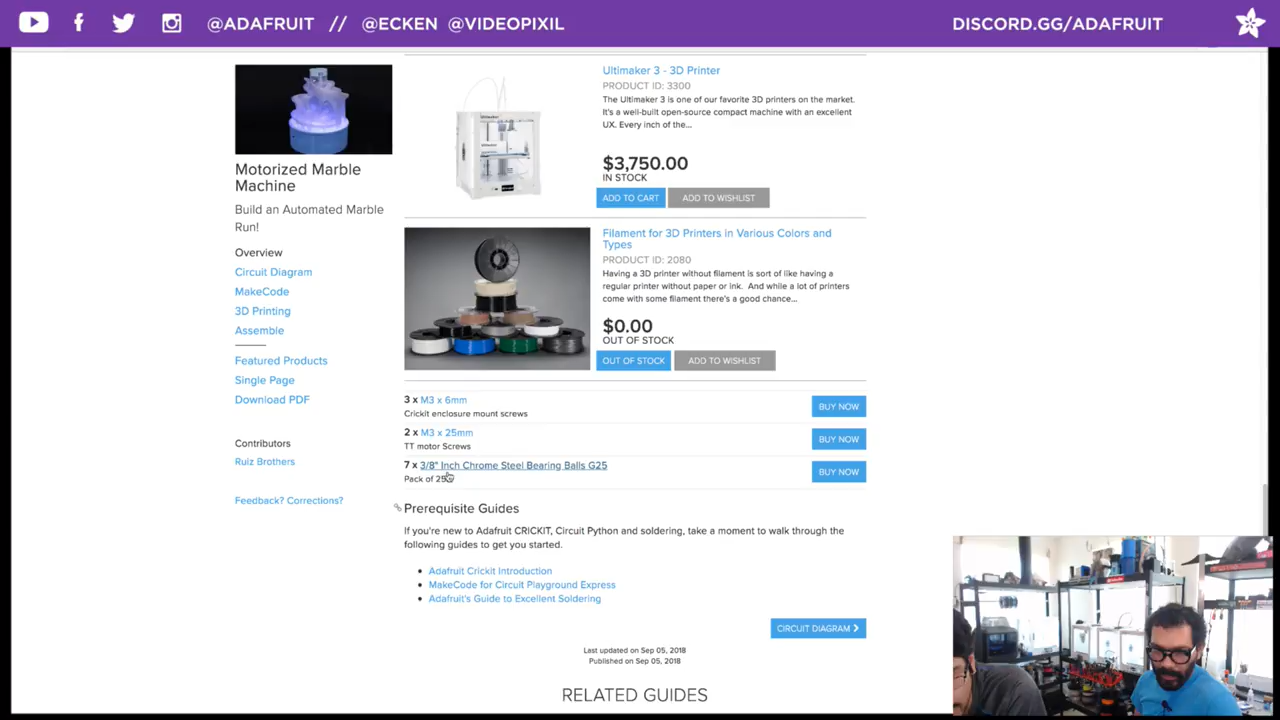 @ADAFRUIT // @ECKEN @VIDEOPIXIL
DISCORD.GG/ADAFRUIT
Motorized Marble
Machine
Build an Automated Marble
Run!
Overview
Circuit Diagram
MakeCode
3D Printing
Assemble
Featured Products
Single Page
Download PDF
Contributors
Ruiz Brothers
Feedback? Corrections?
Ultimaker 3 - 3D Printer
PRODUCT ID: 3300
The Ultimaker 3 is one of our favorite 3D printers on the market.
It's a well-built open-source compact machine with an excellent
UX. Every inch of the...
$3,750.00
IN STOCK
ADD TO CART
ADD TO WISHLIST
Filament for 3D Printers in Various Colors and
Types
PRODUCT ID: 2080
Having a 3D printer without filament is sort of like having a
regular printer without paper or ink. And while a lot of printers
come with some filament there's a good chance...
$0.00
OUT OF STOCK
OUT OF STOCK
ADD TO WISHLIST
3 x M3 x 6mm
Crickit enclosure mount screws
BUY NOW
2 x M3 x 25mm
TT motor Screws
BUY NOW
7 x 3/8" Inch Chrome Steel Bearing Balls G25
Pack of 25
BUY NOW
Prerequisite Guides
If you're new to Adafruit CRICKIT, Circuit Python and soldering, take a moment to walk through the
following guides to get you started.
Adafruit Crickit Introduction
MakeCode for Circuit Playground Express
Adafruit's Guide to Excellent Soldering
CIRCUIT DIAGRAM
Last updated on Sep 05, 2018
Published on Sep 05, 2018
RELATED GUIDES